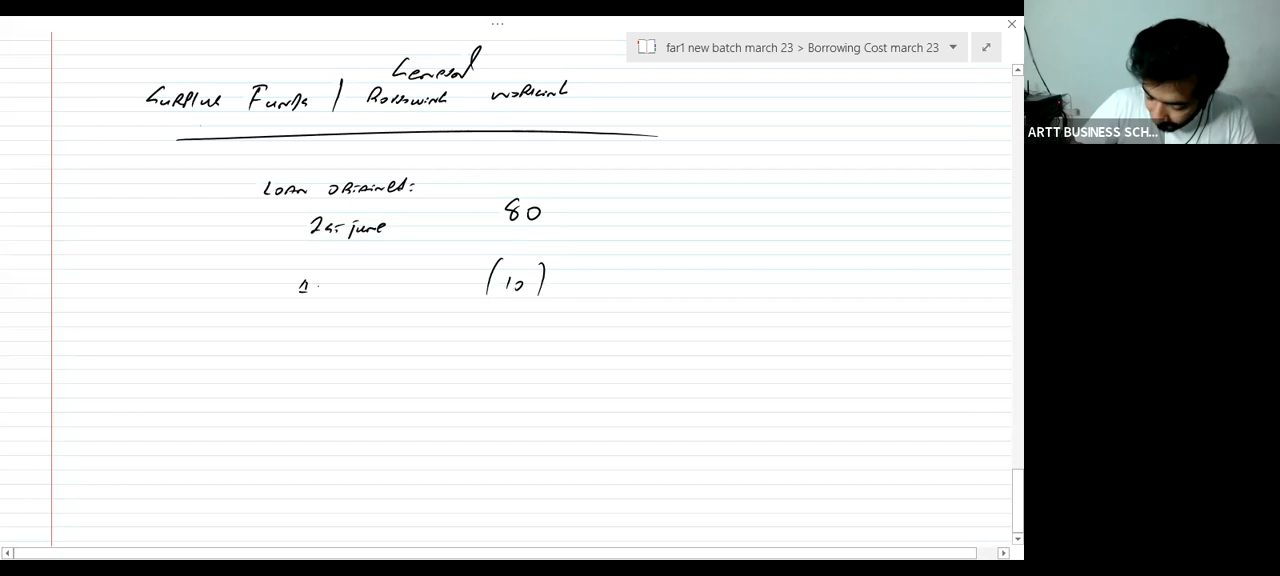 far1 new batch march 23 > Borrowing Cost march 23
General
Surplus Funds / Borrowing working
Loan obtained:
25-june 80
(10)
ARTT BUSINESS SCH...